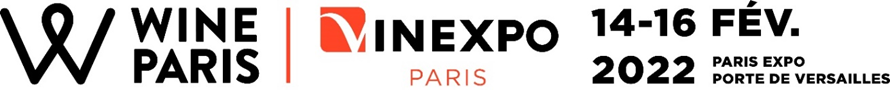 WINE
PARIS
VINEXPO
PARIS
14-16 FÉV.
2022
PARIS EXPO
PORTE DE VERSAILLES